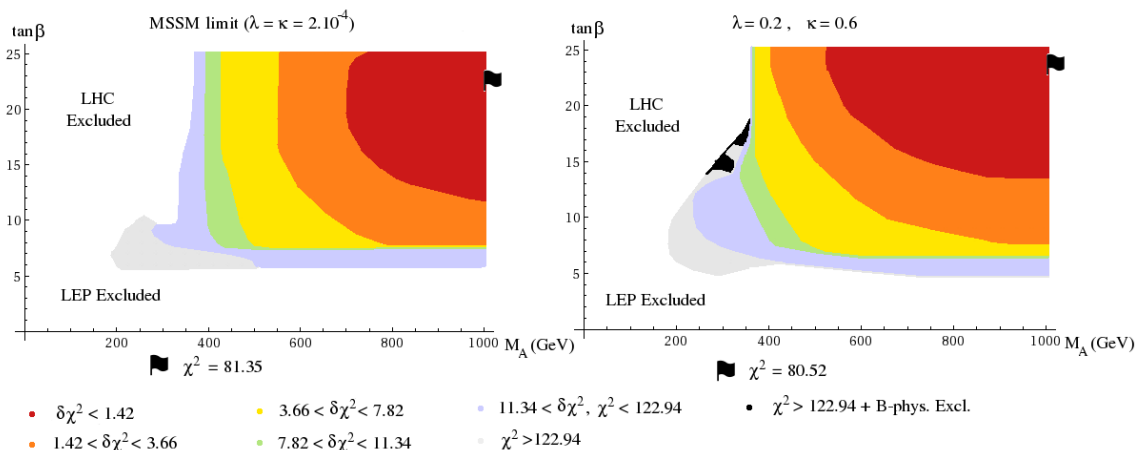 MSSM limit (λ = κ = 2.10⁻⁴)
tanβ
25
20
15
10
5
LHC
Excluded
LEP Excluded
200 400 600 800 1000 M_A (GeV)
χ² = 81.35
λ = 0.2 , κ = 0.6
tanβ
25
20
15
10
5
LHC
Excluded
LEP Excluded
200 400 600 800 1000 M_A (GeV)
χ² = 80.52
δχ² < 1.42
3.66 < δχ² < 7.82
11.34 < δχ², χ² < 122.94
χ² > 122.94 + B-phys. Excl.
1.42 < δχ² < 3.66
7.82 < δχ² < 11.34
χ² >122.94